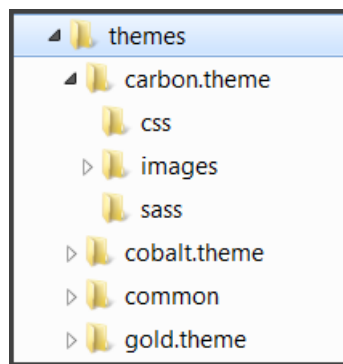 themes
carbon.theme
css
images
sass
cobalt.theme
common
gold.theme